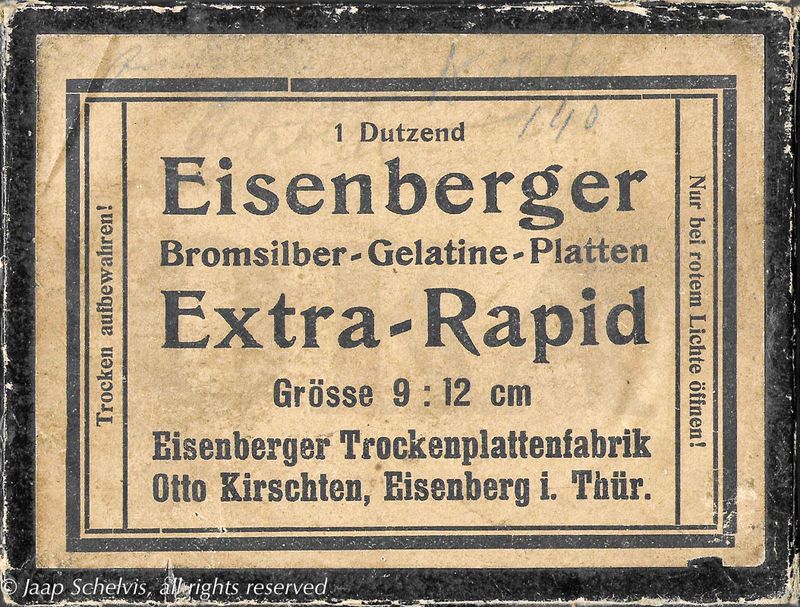 140
1 Dutzend
Eisenberger
Bromsilber-Gelatine-Platten
Extra-Rapid
Grösse 9 : 12 cm
Eisenberger Trockenplattenfabrik
Otto Kirschten, Eisenberg i. Thür.
Trocken aufbewahren!
Nur bei rotem Lichte öffnen!
© Jaap Schelvis, all rights reserved